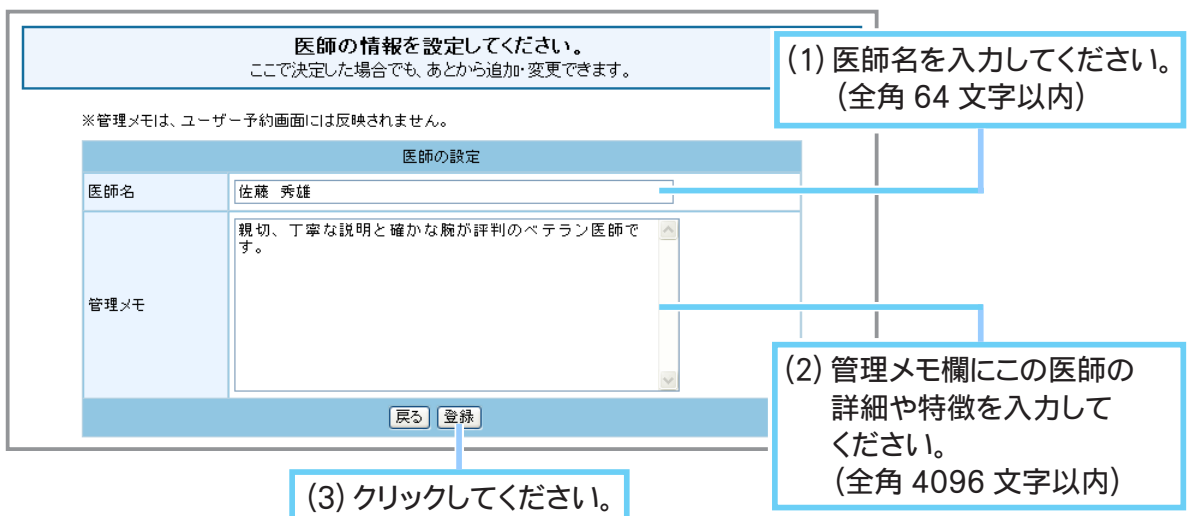 医師の情報を設定してください。
ここで決定した場合でも、あとから追加・変更できます。
(1) 医師名を入力してください。
(全角 64 文字以内)
※管理メモは、ユーザー予約画面には反映されません。
医師の設定
医師名
佐藤 秀雄
親切、丁寧な説明と確かな腕が評判のベテラン医師で
す。
管理メモ
(2) 管理メモ欄にこの医師の
詳細や特徴を入力して
ください。
(全角 4096 文字以内)
戻る 登録
(3) クリックしてください。